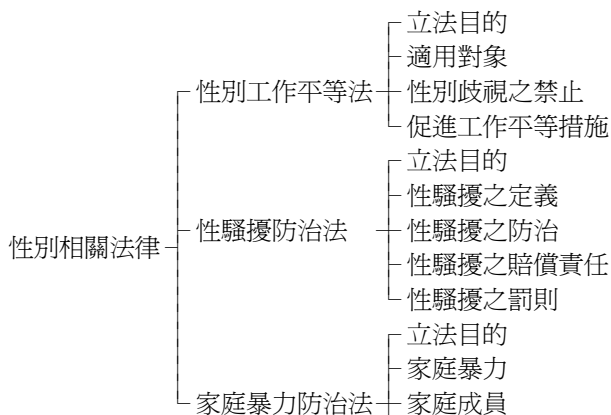 性別相關法律
性別工作平等法
立法目的
適用對象
性別歧視之禁止
促進工作平等措施
性騷擾防治法
立法目的
性騷擾之定義
性騷擾之防治
性騷擾之賠償責任
性騷擾之罰則
家庭暴力防治法
立法目的
家庭暴力
家庭成員